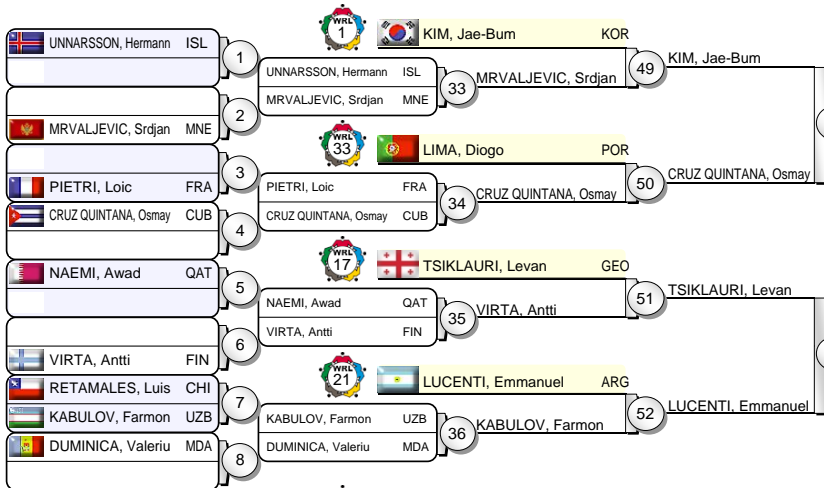 WRL
1
KIM, Jae-Bum KOR
UNNARSSON, Hermann ISL
1
49
KIM, Jae-Bum
UNNARSSON, Hermann ISL
33
MRVALJEVIC, Srdjan
MRVALJEVIC, Srdjan MNE
2
MRVALJEVIC, Srdjan MNE
WRL
33
LIMA, Diogo POR
3
PIETRI, Loic FRA
50
CRUZ QUINTANA, Osmay
PIETRI, Loic FRA
34
CRUZ QUINTANA, Osmay
CRUZ QUINTANA, Osmay CUB
CRUZ QUINTANA, Osmay CUB
4
WRL
17
TSIKLAURI, Levan GEO
NAEMI, Awad QAT
5
51
TSIKLAURI, Levan
NAEMI, Awad QAT
35
VIRTA, Antti
VIRTA, Antti FIN
6
VIRTA, Antti FIN
WRL
21
LUCENTI, Emmanuel ARG
RETAMALES, Luis CHI
7
52
LUCENTI, Emmanuel
KABULOV, Farmon UZB
KABULOV, Farmon UZB
36
KABULOV, Farmon
DUMINICA, Valeriu MDA
DUMINICA, Valeriu MDA
8